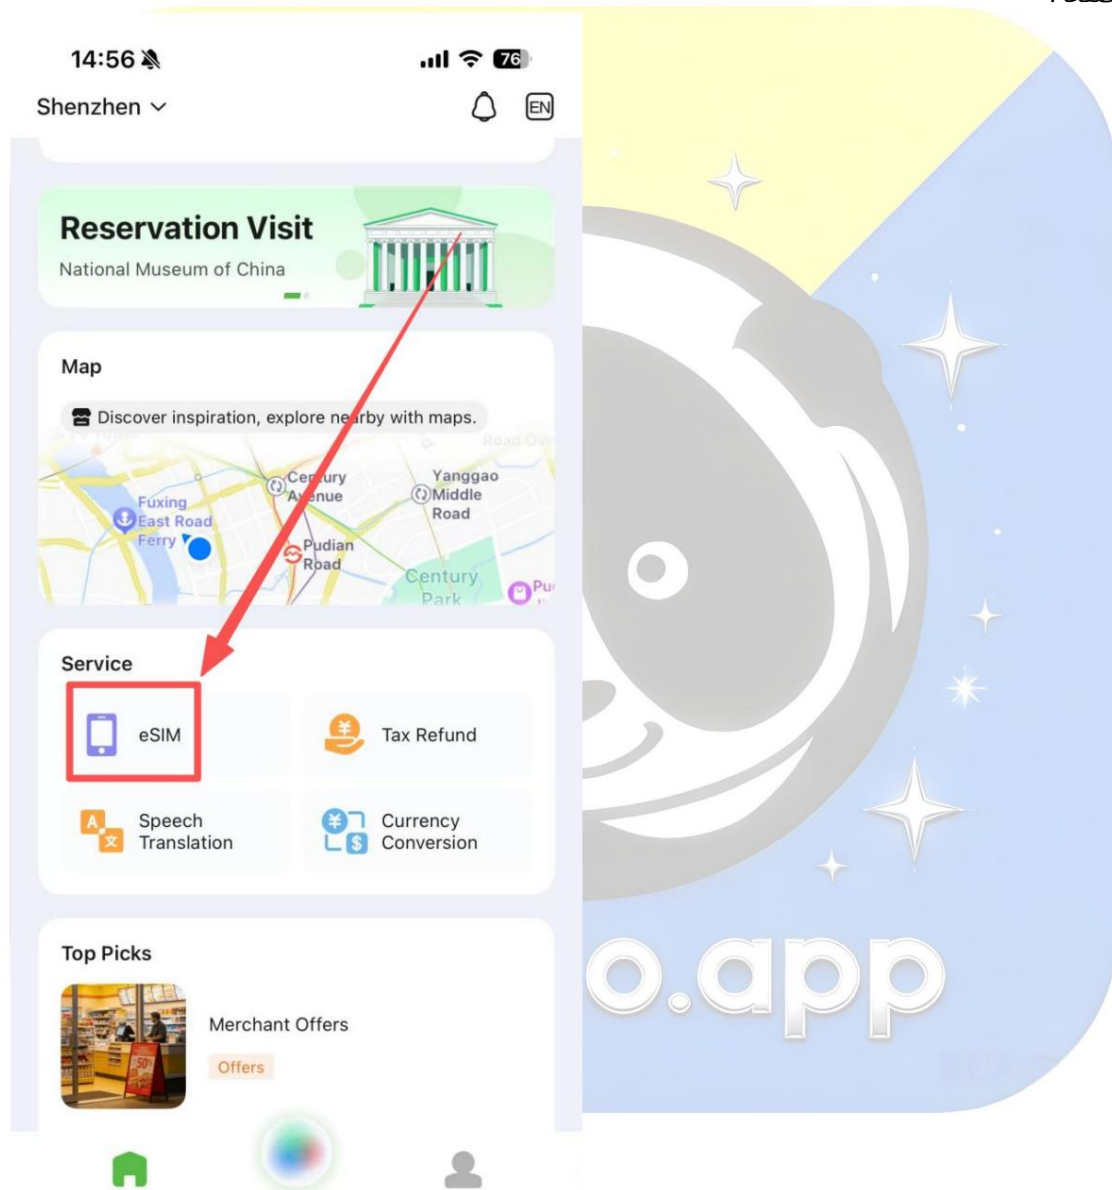 14:56
76
Shenzhen
EN
Reservation Visit
National Museum of China
Map
Discover inspiration, explore nearby with maps.
Century
Avenue
Yanggao
Middle
Road
Fuxing
East Road
Ferry
Pudian
Road
Century
Park
Service
eSIM
Tax Refund
Speech
Translation
Currency
Conversion
Top Picks
Merchant Offers
Offers
o.app